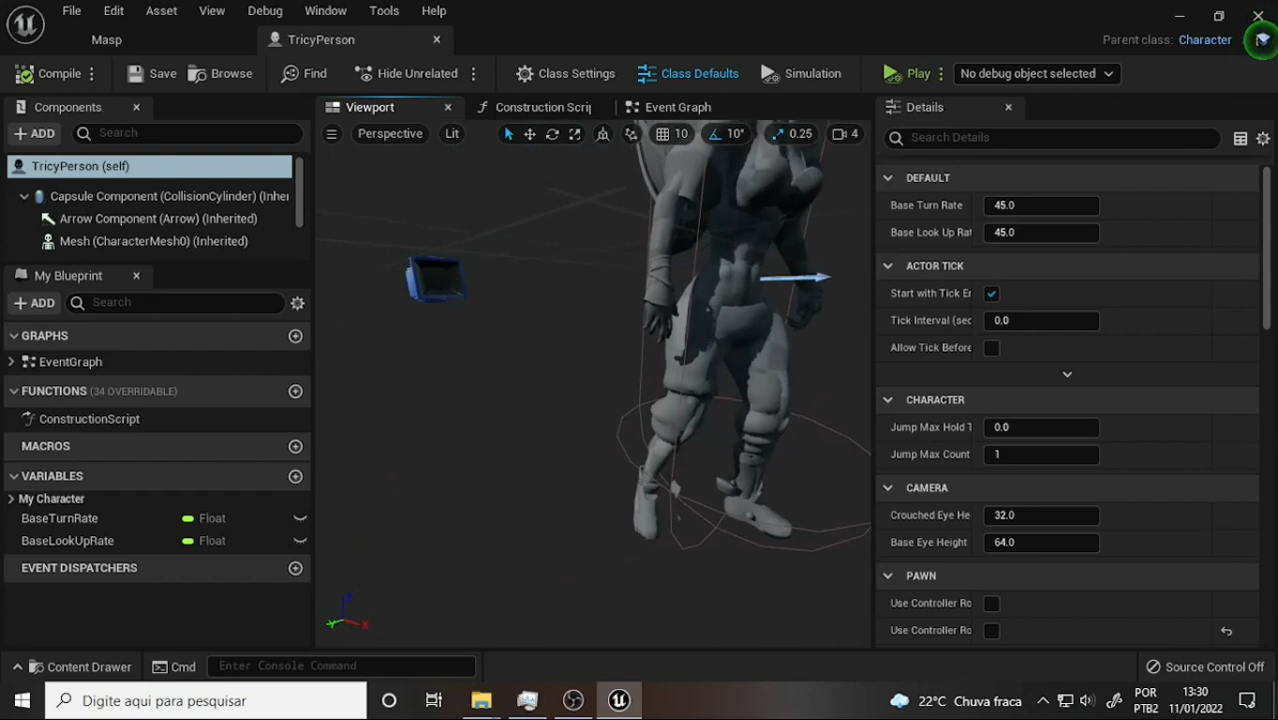 File Edit Asset View Debug Window Tools Help
Masp
TricyPerson
Parent class: Character
Compile
Save
Browse
Find
Hide Unrelated
Class Settings
Class Defaults
Simulation
Play
No debug object selected
Components
Viewport
Construction Scrip
Event Graph
Details
ADD
Search
Perspective
Lit
10
10°
0.25
4
Search Details
TricyPerson (self)
Capsule Component (CollisionCylinder) (Inher
Arrow Component (Arrow) (Inherited)
Mesh (CharacterMesh0) (Inherited)
My Blueprint
ADD
Search
GRAPHS
EventGraph
FUNCTIONS (34 OVERRIDABLE)
ConstructionScript
MACROS
VARIABLES
My Character
BaseTurnRate Float
BaseLookUpRate Float
EVENT DISPATCHERS
Z
Y
X
DEFAULT
Base Turn Rate 45.0
Base Look Up Rat 45.0
ACTOR TICK
Start with Tick En
Tick Interval (sec 0.0
Allow Tick Before
CHARACTER
Jump Max Hold T 0.0
Jump Max Count 1
CAMERA
Crouched Eye He 32.0
Base Eye Height 64.0
PAWN
Use Controller Ro
Use Controller Ro
Content Drawer
Cmd
Enter Console Command
Source Control Off
Digite aqui para pesquisar
22°C Chuva fraca
POR
PTB2
13:30
11/01/2022